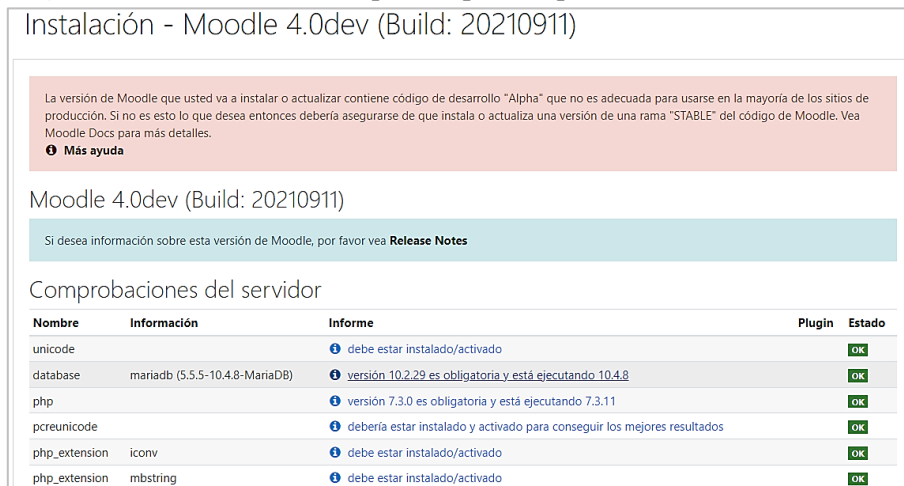 Instalación - Moodle 4.0dev (Build: 20210911)
La versión de Moodle que usted va a instalar o actualizar contiene código de desarrollo "Alpha" que no es adecuada para usarse en la mayoría de los sitios de
producción. Si no es esto lo que desea entonces debería asegurarse de que instala o actualiza una versión de una rama "STABLE" del código de Moodle. Vea
Moodle Docs para más detalles.
Más ayuda
Moodle 4.0dev (Build: 20210911)
Si desea información sobre esta versión de Moodle, por favor vea Release Notes
Comprobaciones del servidor
Nombre Información Informe Plugin Estado
unicode debe estar instalado/activado OK
database mariadb (5.5.5-10.4.8-MariaDB) versión 10.2.29 es obligatoria y está ejecutando 10.4.8 OK
php versión 7.3.0 es obligatoria y está ejecutando 7.3.11 OK
pcreunicode debería estar instalado y activado para conseguir los mejores resultados OK
php_extension iconv debe estar instalado/activado OK
php_extension mbstring debe estar instalado/activado OK